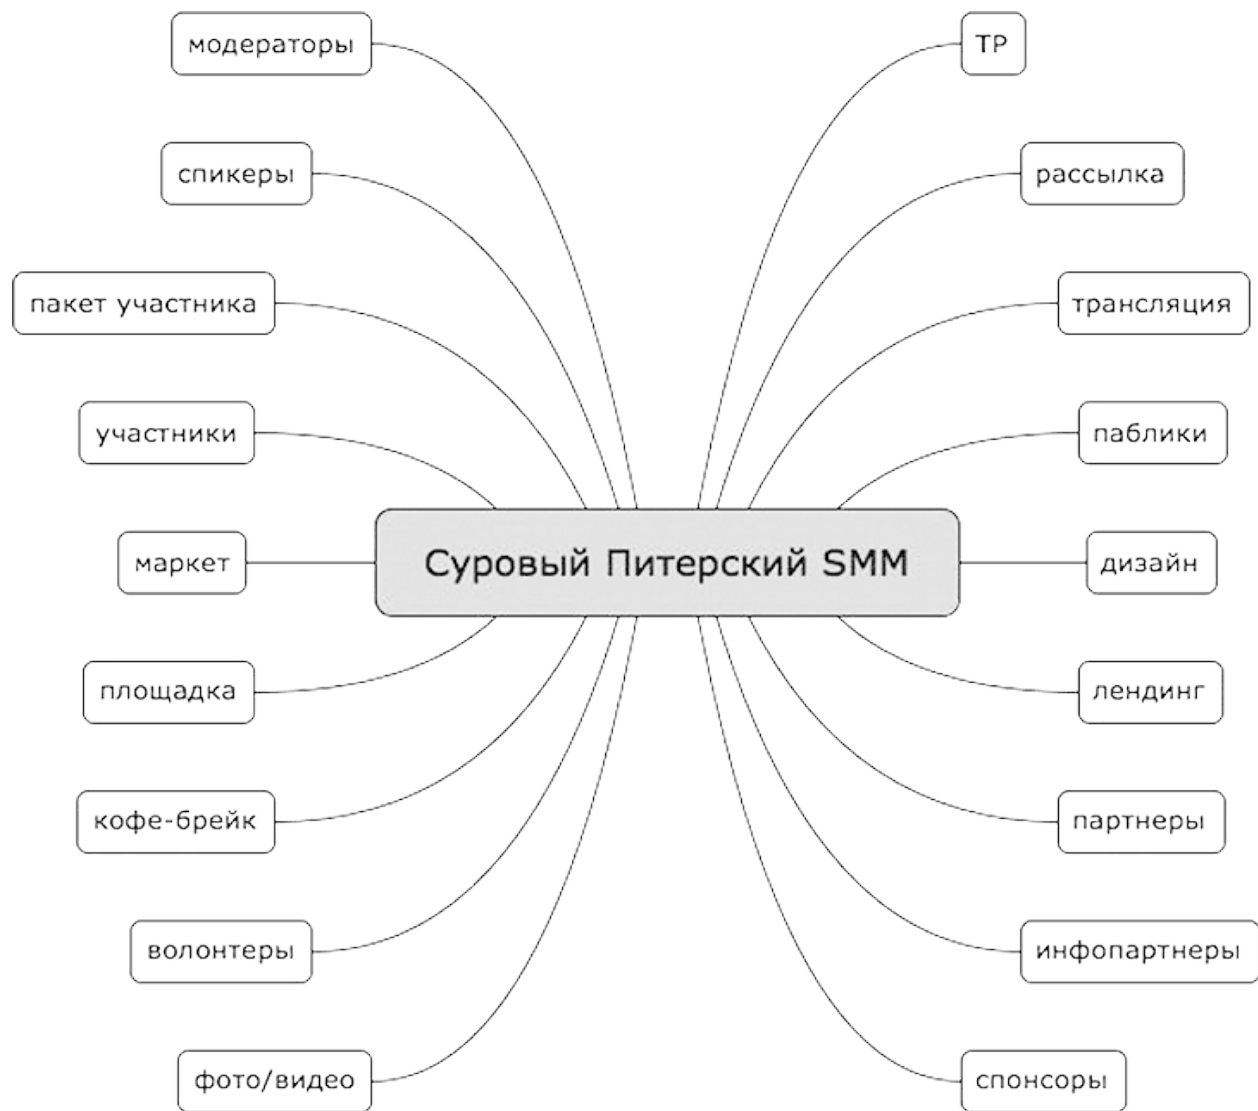 модераторы
спикеры
пакет участника
участники
маркет
площадка
кофе-брейк
волонтеры
фото/видео
Суровый Питерский SMM
ТР
рассылка
трансляция
паблики
дизайн
лендинг
партнеры
инфопартнеры
спонсоры